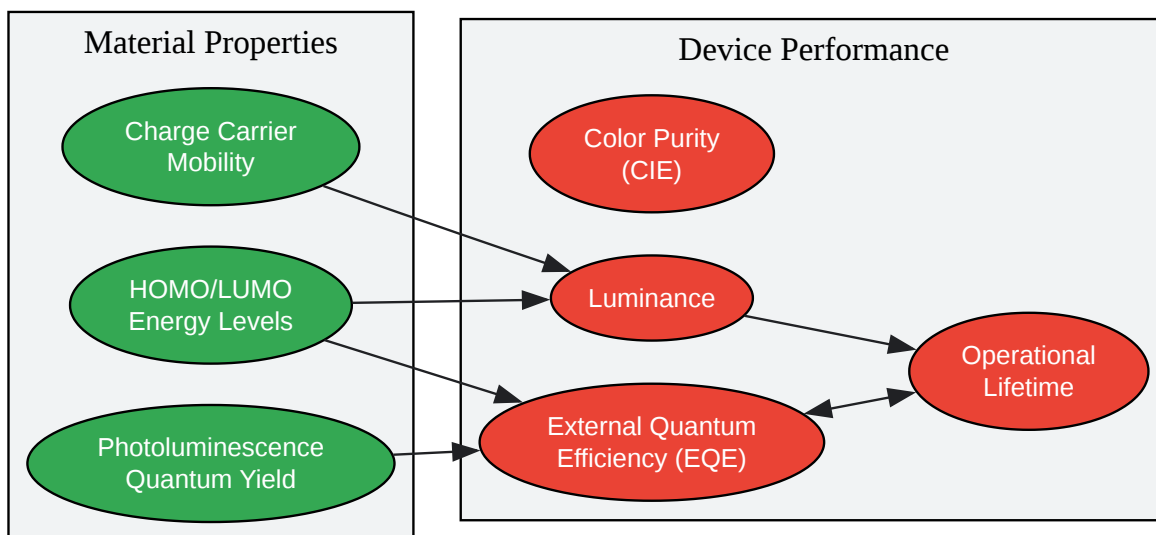 Material Properties
Charge Carrier
Mobility
HOMO/LUMO
Energy Levels
Photoluminescence
Quantum Yield
Device Performance
Color Purity
(CIE)
Luminance
External Quantum
Efficiency (EQE)
Operational
Lifetime